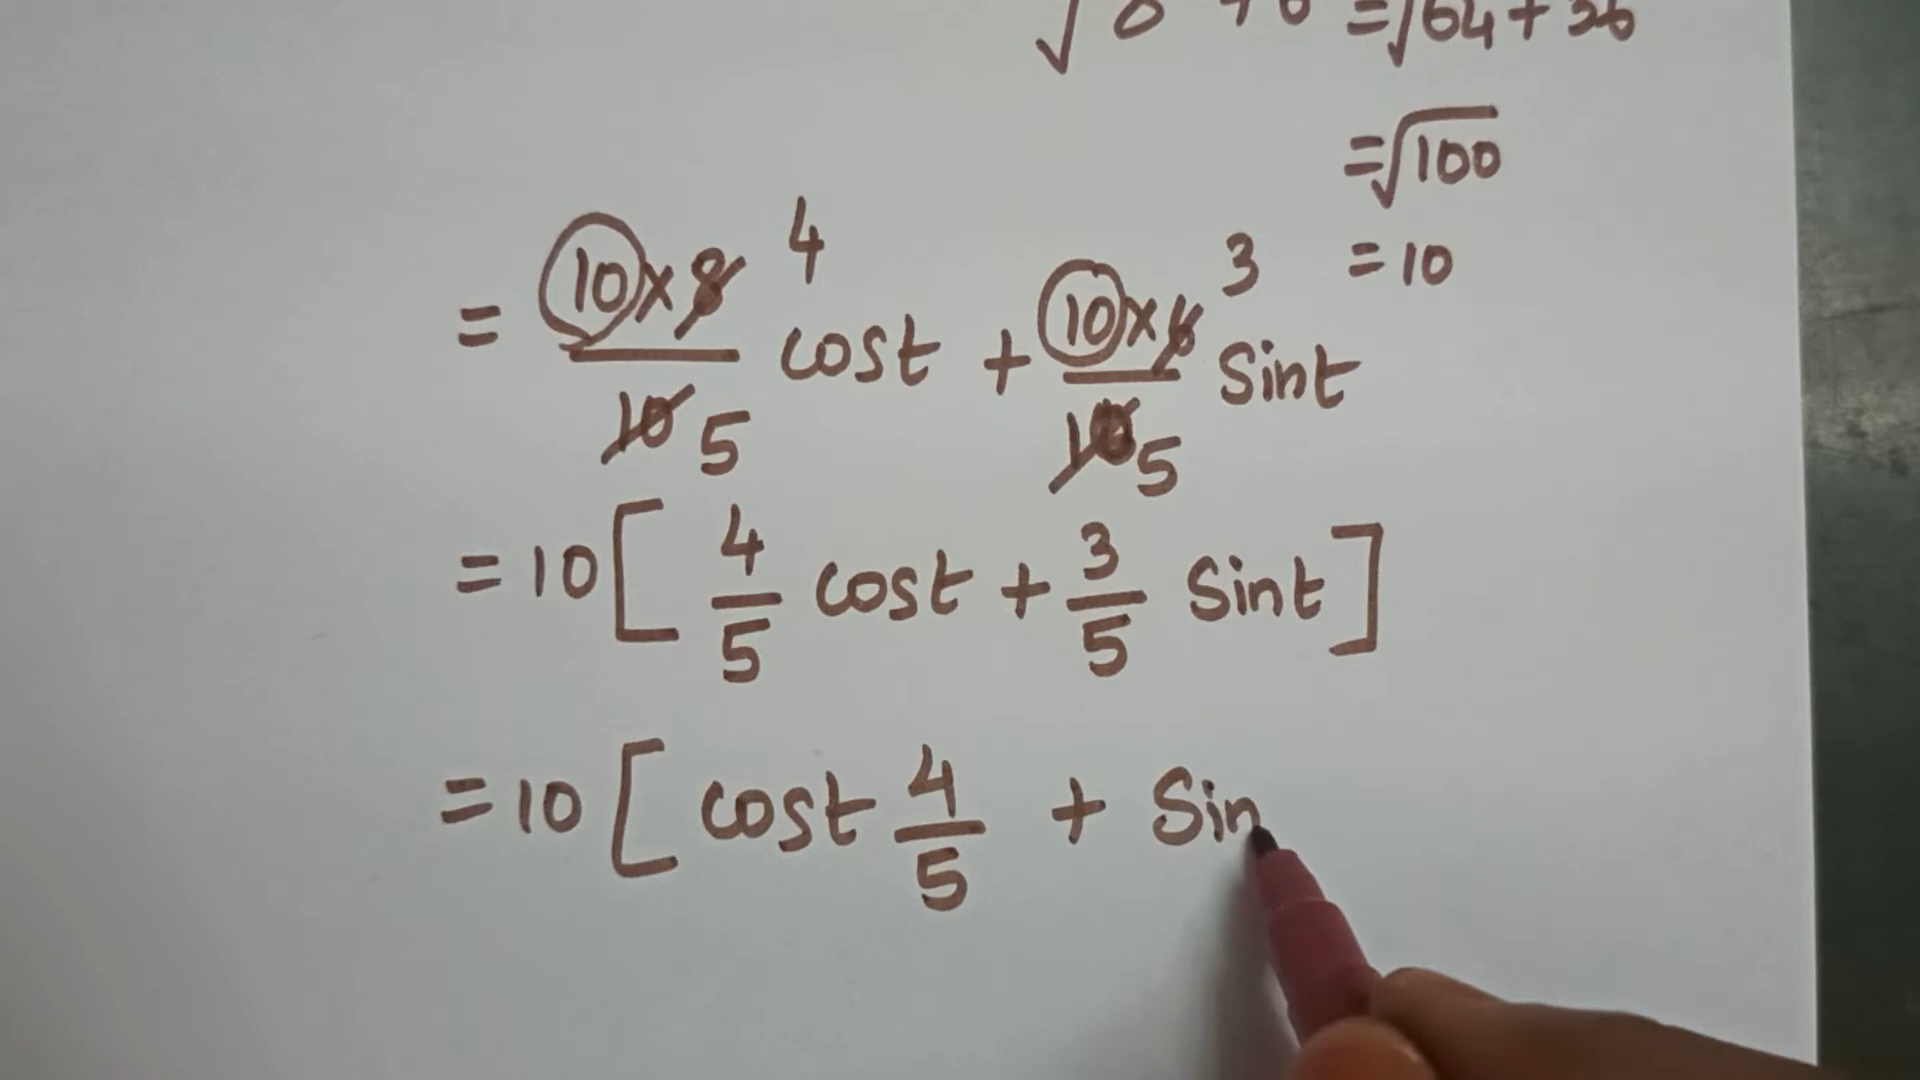 = √64 + 36
= √100
= 10
= 10 × 8 / 10 4 / 5 cost + 10 × 6 / 10 3 / 5 Sint
= 10 [ 4/5 cost + 3/5 Sint ]
= 10 [ cost 4/5 + Sin